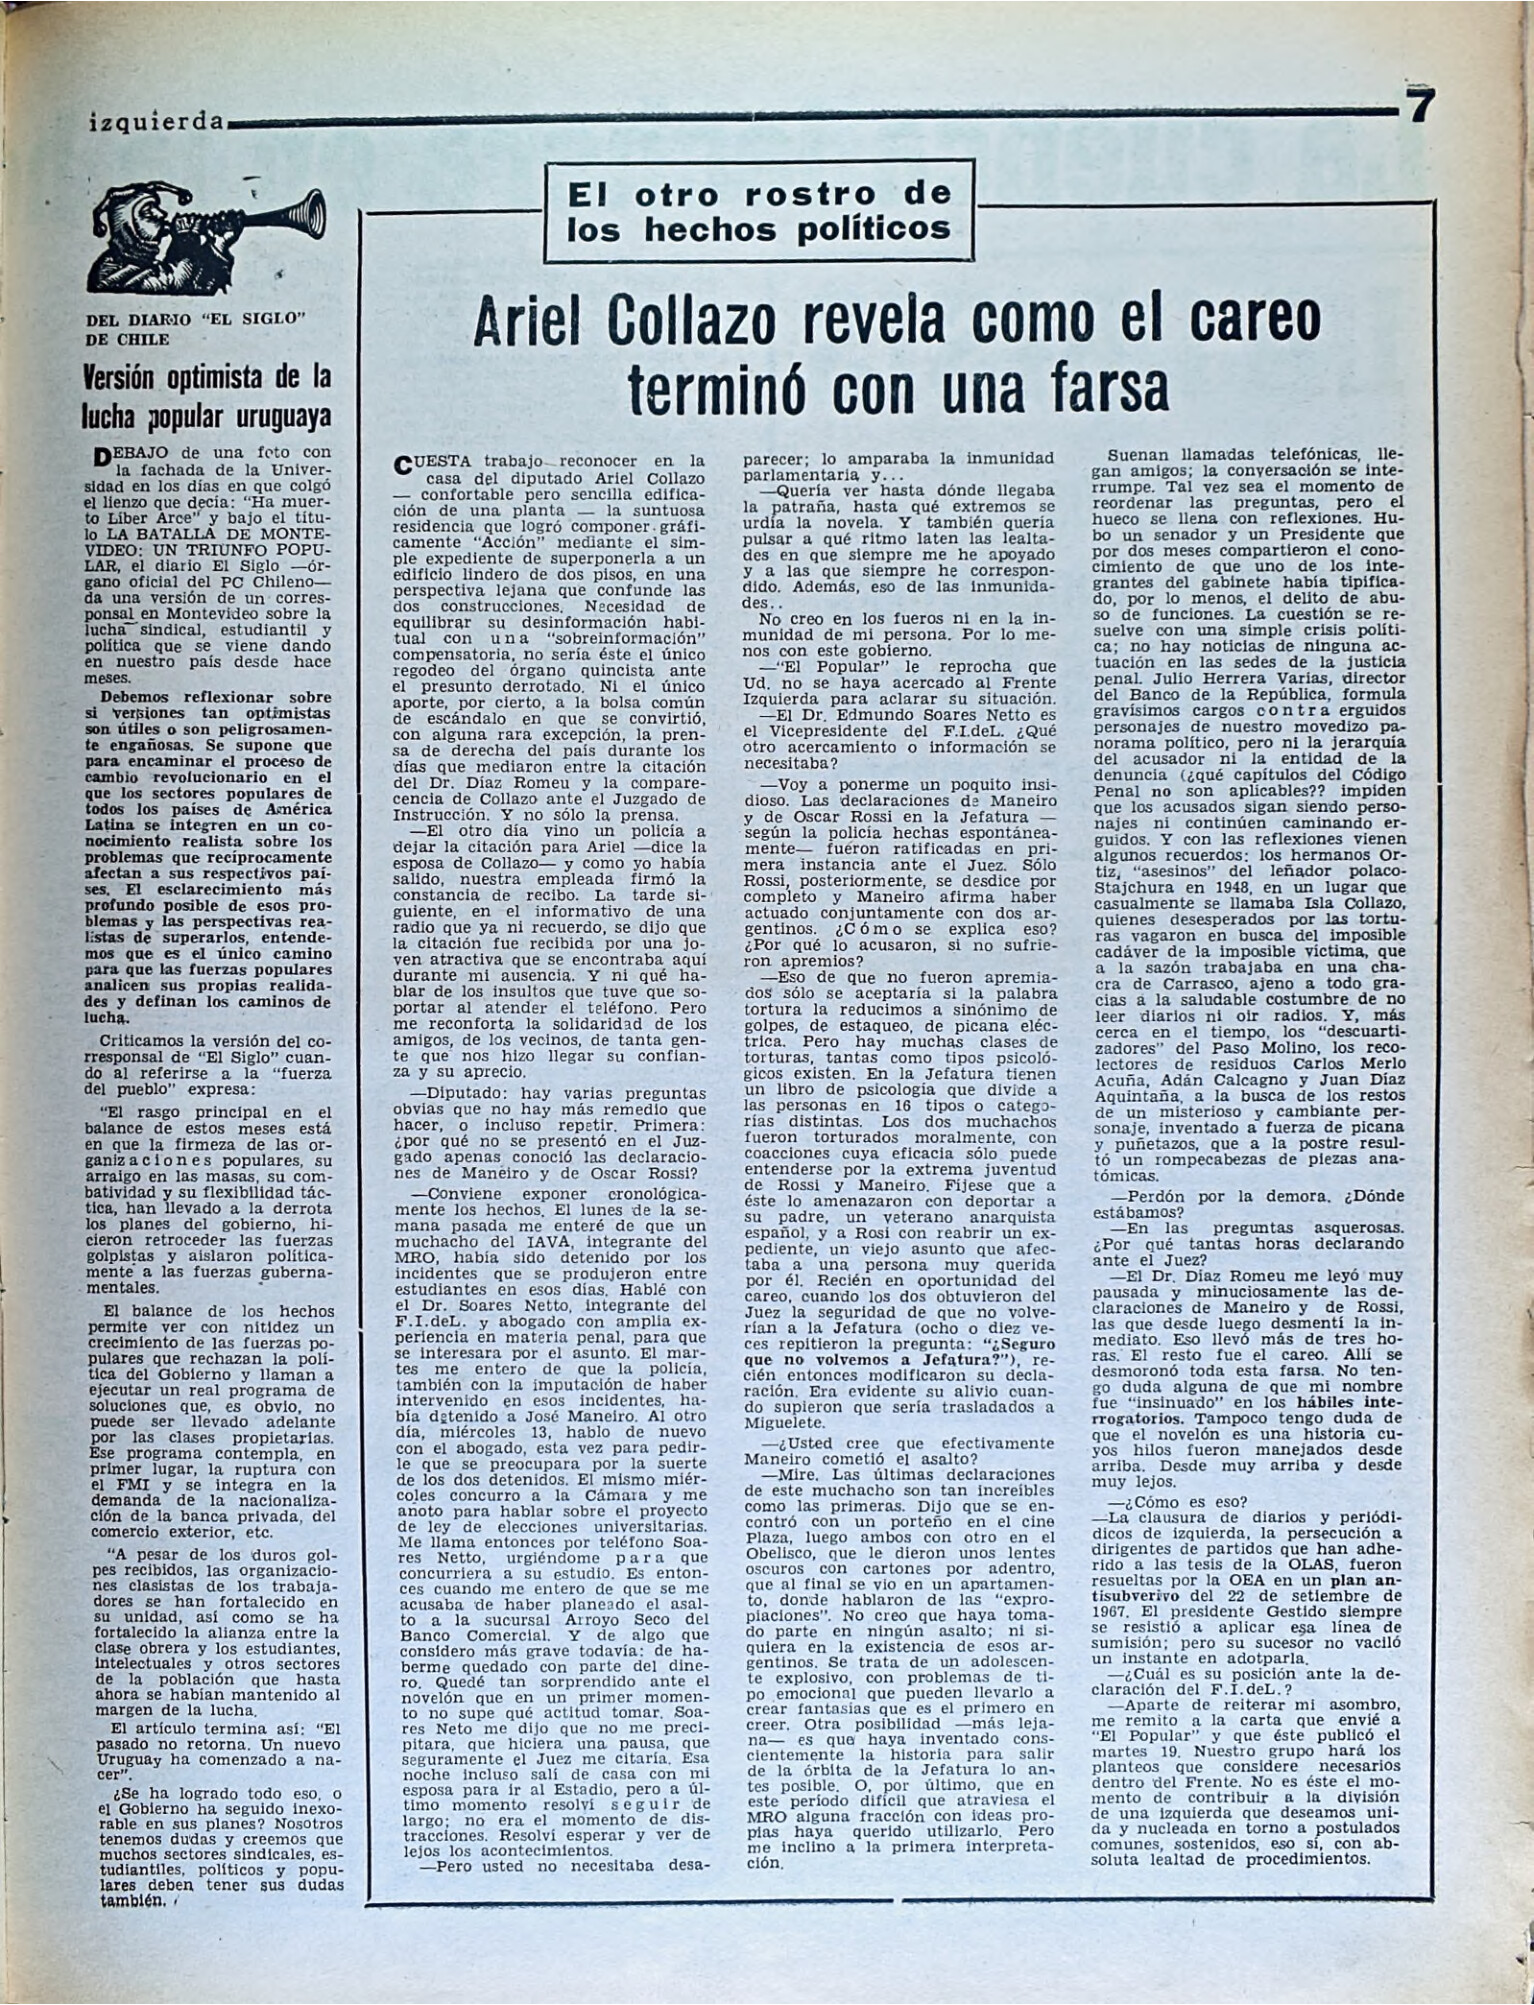 izquierda
7
DEL DIARIO "EL SIGLO"
DE CHILE
Versión optimista de la
lucha popular uruguaya
DEBAJO de una foto con
la fachada de la Univer-
sidad en los días en que colgó
el lienzo que decía: "Ha muer-
to Líber Arce" y bajo el títu-
lo LA BATALLA DE MONTE-
VIDEO: UN TRIUNFO POPU-
LAR, el diario El Siglo —ór-
gano oficial del PC Chileno—
da una versión de un corres-
ponsal en Montevideo sobre la
lucha sindical, estudiantil y
política que se viene dando
en nuestro país desde hace
meses.
Debemos reflexionar sobre
si versiones tan optimistas
son útiles o son peligrosamen-
te engañosas. Se supone que
para encaminar el proceso de
cambio revolucionario en el
que los sectores populares de
todos los países de América
Latina se integren en un co-
nocimiento realista sobre los
problemas que recíprocamente
afectan a sus respectivos paí-
ses. El esclarecimiento más
profundo posible de esos pro-
blemas y las perspectivas rea-
listas de superarlos, entende-
mos que es el único camino
para que las fuerzas populares
analicen sus propias realida-
des y definan los caminos de
lucha.
Criticamos la versión del co-
rresponsal de "El Siglo" cuan-
do al referirse a la "fuerza
del pueblo" expresa:
"El rasgo principal en el
balance de estos meses está
en que la firmeza de las or-
ganizaciones populares, su
arraigo en las masas, su com-
batividad y su flexibilidad tác-
tica, han llevado a la derrota
los planes del gobierno, hi-
cieron retroceder las fuerzas
golpistas y aislaron política-
mente a las fuerzas guberna-
mentales.
El balance de los hechos
permite ver con nitidez un
crecimiento de las fuerzas po-
pulares que rechazan la polí-
tica del Gobierno y llaman a
ejecutar un real programa de
soluciones que, es obvio, no
puede ser llevado adelante
por las clases propietarias.
Ese programa contempla, en
primer lugar, la ruptura con
el FMI y se integra en la
demanda de la nacionaliza-
ción de la banca privada, del
comercio exterior, etc.
"A pesar de los duros gol-
pes recibidos, las organizacio-
nes clasistas de los trabaja-
dores se han fortalecido en
su unidad, así como se ha
fortalecido la alianza entre la
clase obrera y los estudiantes,
intelectuales y otros sectores
de la población que hasta
ahora se habían mantenido al
margen de la lucha.
El artículo termina así: "El
pasado no retorna. Un nuevo
Uruguay ha comenzado a na-
cer".
¿Se ha logrado todo eso, o
el Gobierno ha seguido inexo-
rable en sus planes? Nosotros
tenemos dudas y creemos que
muchos sectores sindicales, es-
tudiantiles, políticos y popu-
lares deben tener sus dudas
también.
El otro rostro de
los hechos políticos
Ariel Collazo revela como el careo
terminó con una farsa
CUESTA trabajo reconocer en la
casa del diputado Ariel Collazo
— confortable pero sencilla edifica-
ción de una planta — la suntuosa
residencia que logró componer gráfi-
camente "Acción" mediante el sim-
ple expediente de superponerla a un
edificio lindero de dos pisos, en una
perspectiva lejana que confunde las
dos construcciones. Necesidad de
equilibrar su desinformación habi-
tual con una "sobreinformación"
compensatoria, no sería éste el único
regodeo del órgano quincista ante
el presunto derrotado. Ni el único
aporte, por cierto, a la bolsa común
de escándalo en que se convirtió,
con alguna rara excepción, la pren-
sa de derecha del país durante los
días que mediaron entre la citación
del Dr. Díaz Romeu y la compare-
cencia de Collazo ante el Juzgado de
Instrucción. Y no sólo la prensa.
—El otro día vino un policía a
dejar la citación para Ariel —dice la
esposa de Collazo— y como yo había
salido, nuestra empleada firmó la
constancia de recibo. La tarde si-
guiente, en el informativo de una
radio que ya ni recuerdo, se dijo que
la citación fue recibida por una jo-
ven atractiva que se encontraba aquí
durante mi ausencia. Y ni qué ha-
blar de los insultos que tuve que so-
portar al atender el teléfono. Pero
me reconforta la solidaridad de los
amigos, de los vecinos, de tanta gen-
te que nos hizo llegar su confian-
za y su aprecio.
—Diputado: hay varias preguntas
obvias que no hay más remedio que
hacer, o incluso repetir. Primera:
¿por qué no se presentó en el Juz-
gado apenas conoció las declaracio-
nes de Maneiro y de Oscar Rossi?
—Conviene exponer cronológica-
mente los hechos. El lunes de la se-
mana pasada me enteré de que un
muchacho del IAVA, integrante del
MRO, había sido detenido por los
incidentes que se produjeron entre
estudiantes en esos días. Hablé con
el Dr. Soares Netto, integrante del
F.I.deL. y abogado con amplia ex-
periencia en materia penal, para que
se interesara por el asunto. El mar-
tes me entero de que la policía,
también con la imputación de haber
intervenido en esos incidentes, ha-
bía detenido a José Maneiro. Al otro
día, miércoles 13, hablo de nuevo
con el abogado, esta vez para pedir-
le que se preocupara por la suerte
de los dos detenidos. El mismo miér-
coles concurro a la Cámara y me
anoto para hablar sobre el proyecto
de ley de elecciones universitarias.
Me llama entonces por teléfono Soa-
res Netto, urgiéndome para que
concurriera a su estudio. Es enton-
ces cuando me entero de que se me
acusaba de haber planeado el asal-
to a la sucursal Arroyo Seco del
Banco Comercial. Y de algo que
considero más grave todavía: de ha-
berme quedado con parte del dine-
ro. Quedé tan sorprendido ante el
novelón que en un primer momen-
to no supe qué actitud tomar. Soa-
res Neto me dijo que no me preci-
pitara, que hiciera una pausa, que
seguramente el Juez me citaría. Esa
noche incluso salí de casa con mi
esposa para ir al Estadio, pero a úl-
timo momento resolví seguir de
largo; no era el momento de dis-
tracciones. Resolví esperar y ver de
lejos los acontecimientos.
—Pero usted no necesitaba desa-
parecer; lo amparaba la inmunidad
parlamentaria y...
—Quería ver hasta dónde llegaba
la patraña, hasta qué extremos se
urdía la novela. Y también quería
pulsar a qué ritmo laten las lealta-
des en que siempre me he apoyado
y a las que siempre he correspon-
dido. Además, eso de las inmunida-
des..
No creo en los fueros ni en la in-
munidad de mi persona. Por lo me-
nos con este gobierno.
—"El Popular" le reprocha que
Ud. no se haya acercado al Frente
Izquierda para aclarar su situación.
—El Dr. Edmundo Soares Netto es
el Vicepresidente del F.I.deL. ¿Qué
otro acercamiento o información se
necesitaba?
—Voy a ponerme un poquito insi-
dioso. Las declaraciones de Maneiro
y de Oscar Rossi en la Jefatura —
según la policía hechas espontánea-
mente— fuerón ratificadas en pri-
mera instancia ante el Juez. Sólo
Rossi, posteriormente, se desdice por
completo y Maneiro afirma haber
actuado conjuntamente con dos ar-
gentinos. ¿Cómo se explica eso?
¿Por qué lo acusaron, si no sufrie-
ron apremios?
—Eso de que no fueron apremia-
dos sólo se aceptaría si la palabra
tortura la reducimos a sinónimo de
golpes, de estaqueo, de picana eléc-
trica. Pero hay muchas clases de
torturas, tantas como tipos psicoló-
gicos existen. En la Jefatura tienen
un libro de psicología que divide a
las personas en 16 tipos o catego-
rías distintas. Los dos muchachos
fueron torturados moralmente, con
coacciones cuya eficacia sólo puede
entenderse por la extrema juventud
de Rossi y Maneiro. Fíjese que a
éste lo amenazaron con deportar a
su padre, un veterano anarquista
español, y a Rosi con reabrir un ex-
pediente, un viejo asunto que afec-
taba a una persona muy querida
por él. Recién en oportunidad del
careo, cuando los dos obtuvieron del
Juez la seguridad de que no volve-
rían a la Jefatura (ocho o diez ve-
ces repitieron la pregunta: "¿Seguro
que no volvemos a Jefatura?"), re-
cién entonces modificaron su decla-
ración. Era evidente su alivio cuan-
do supieron que sería trasladados a
Miguelete.
—¿Usted cree que efectivamente
Maneiro cometió el asalto?
—Mire. Las últimas declaraciones
de este muchacho son tan increíbles
como las primeras. Dijo que se en-
contró con un porteño en el cine
Plaza, luego ambos con otro en el
Obelisco, que le dieron unos lentes
oscuros con cartones por adentro,
que al final se vio en un apartamen-
to, donde hablaron de las "expro-
piaciones". No creo que haya toma-
do parte en ningún asalto; ni si-
quiera en la existencia de esos ar-
gentinos. Se trata de un adolescen-
te explosivo, con problemas de ti-
po emocional que pueden llevarlo a
crear fantasías que es el primero en
creer. Otra posibilidad —más leja-
na— es que haya inventado cons-
cientemente la historia para salir
de la órbita de la Jefatura lo an-
tes posible. O, por último, que en
este período difícil que atraviesa el
MRO alguna fracción con ideas pro-
pias haya querido utilizarlo. Pero
me inclino a la primera interpreta-
ción.
Suenan llamadas telefónicas, lle-
gan amigos; la conversación se inte-
rrumpe. Tal vez sea el momento de
reordenar las preguntas, pero el
hueco se llena con reflexiones. Hu-
bo un senador y un Presidente que
por dos meses compartieron el cono-
cimiento de que uno de los inte-
grantes del gabinete había tipifica-
do, por lo menos, el delito de abu-
so de funciones. La cuestión se re-
suelve con una simple crisis políti-
ca; no hay noticias de ninguna ac-
tuación en las sedes de la justicia
penal. Julio Herrera Varias, director
del Banco de la República, formula
gravísimos cargos contra erguidos
personajes de nuestro movedizo pa-
norama político, pero ni la jerarquía
del acusador ni la entidad de la
denuncia (¿qué capítulos del Código
Penal no son aplicables?? impiden
que los acusados sigan siendo perso-
najes ni continúen caminando er-
guidos. Y con las reflexiones vienen
algunos recuerdos: los hermanos Or-
tiz, "asesinos" del leñador polaco-
Stajchura en 1948, en un lugar que
casualmente se llamaba Isla Collazo,
quienes desesperados por las tortu-
ras vagaron en busca del imposible
cadáver de la imposible víctima, que
a la sazón trabajaba en una cha-
cra de Carrasco, ajeno a todo gra-
cias a la saludable costumbre de no
leer diarios ni oír radios. Y, más
cerca en el tiempo, los "descuarti-
zadores" del Paso Molino, los reco-
lectores de residuos Carlos Merlo
Acuña, Adán Calcagno y Juan Díaz
Aquintaña, a la busca de los restos
de un misterioso y cambiante per-
sonaje, inventado a fuerza de picana
y puñetazos, que a la postre resul-
tó un rompecabezas de piezas ana-
tómicas.
—Perdón por la demora. ¿Dónde
estábamos?
—En las preguntas asquerosas.
¿Por qué tantas horas declarando
ante el Juez?
—El Dr. Díaz Romeu me leyó muy
pausada y minuciosamente las de-
claraciones de Maneiro y de Rossi,
las que desde luego desmentí la in-
mediato. Eso llevó más de tres ho-
ras. El resto fue el careo. Allí se
desmoronó toda esta farsa. No ten-
go duda alguna de que mi nombre
fue "insinuado" en los hábiles inte-
rrogatorios. Tampoco tengo duda de
que el novelón es una historia cu-
yos hilos fueron manejados desde
arriba. Desde muy arriba y desde
muy lejos.
—¿Cómo es eso?
—La clausura de diarios y periódi-
dicos de izquierda, la persecución a
dirigentes de partidos que han adhe-
rido a las tesis de la OLAS, fueron
resueltas por la OEA en un plan an-
tisubverivo del 22 de setiembre de
1967. El presidente Gestido siempre
se resistió a aplicar esa línea de
sumisión; pero su sucesor no vaciló
un instante en adotparla.
—¿Cuál es su posición ante la de-
claración del F.I.deL.?
—Aparte de reiterar mi asombro,
me remito a la carta que envié a
"El Popular" y que éste publicó el
martes 19. Nuestro grupo hará los
planteos que considere necesarios
dentro del Frente. No es éste el mo-
mento de contribuir a la división
de una izquierda que deseamos uni-
da y nucleada en torno a postulados
comunes, sostenidos, eso sí, con ab-
soluta lealtad de procedimientos.